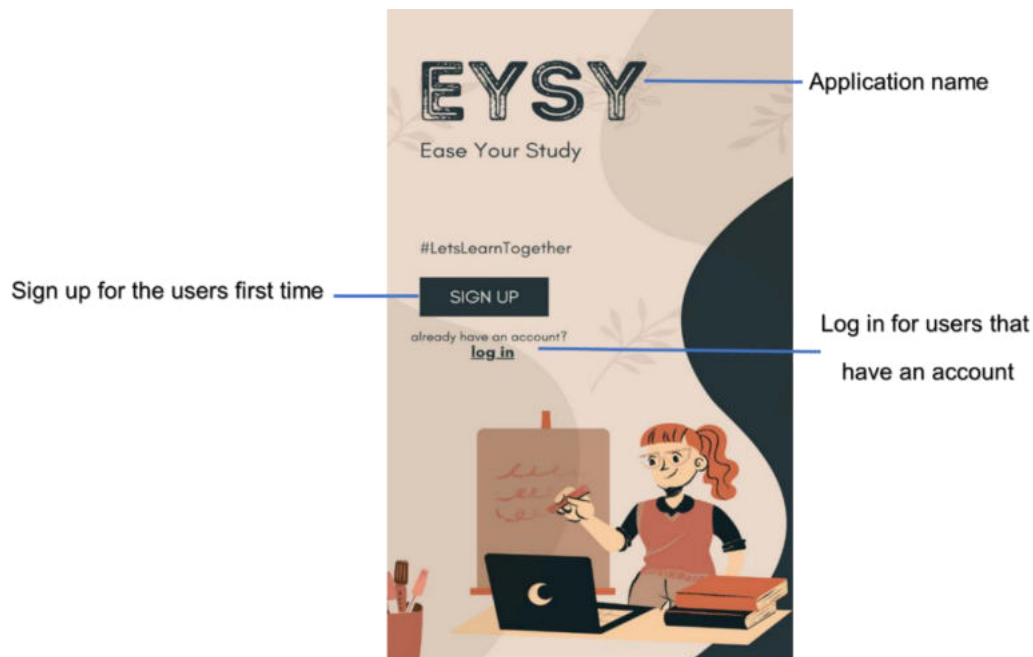 EYSY
Application name
Ease Your Study
#LetsLearnTogether
Sign up for the users first time
SIGN UP
already have an account?
log in
Log in for users that
have an account